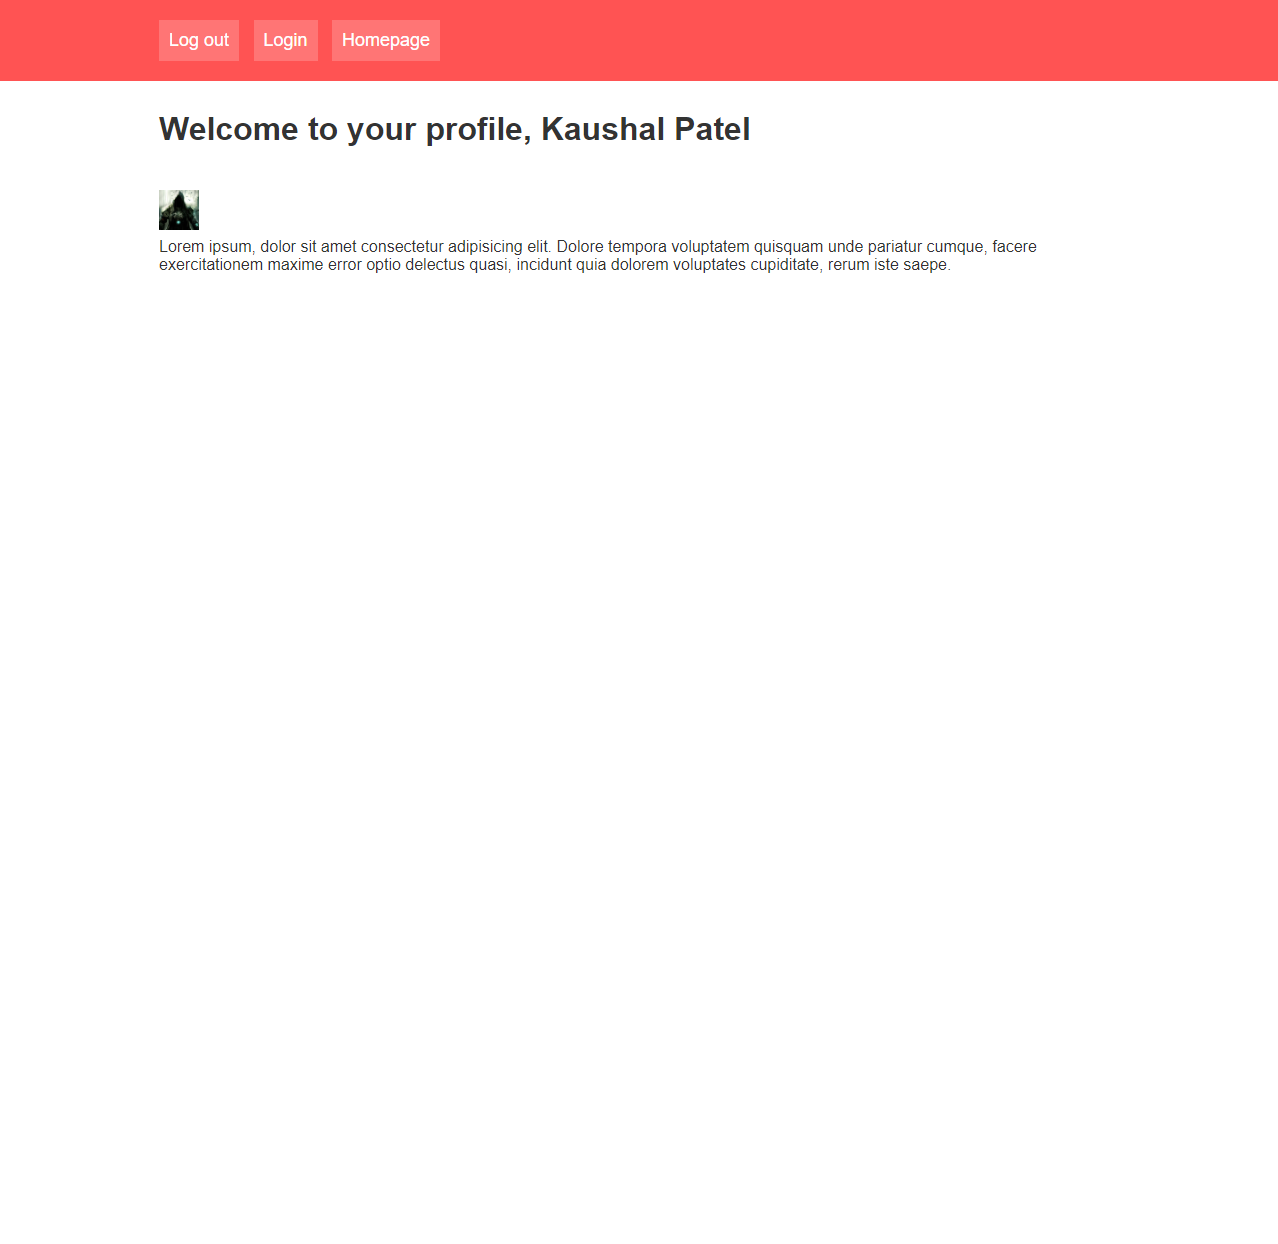 Log out Login Homepage
Welcome to your profile, Kaushal Patel
Lorem ipsum, dolor sit amet consectetur adipisicing elit. Dolore tempora voluptatem quisquam unde pariatur cumque, facere
exercitationem maxime error optio delectus quasi, incidunt quia dolorem voluptates cupiditate, rerum iste saepe.